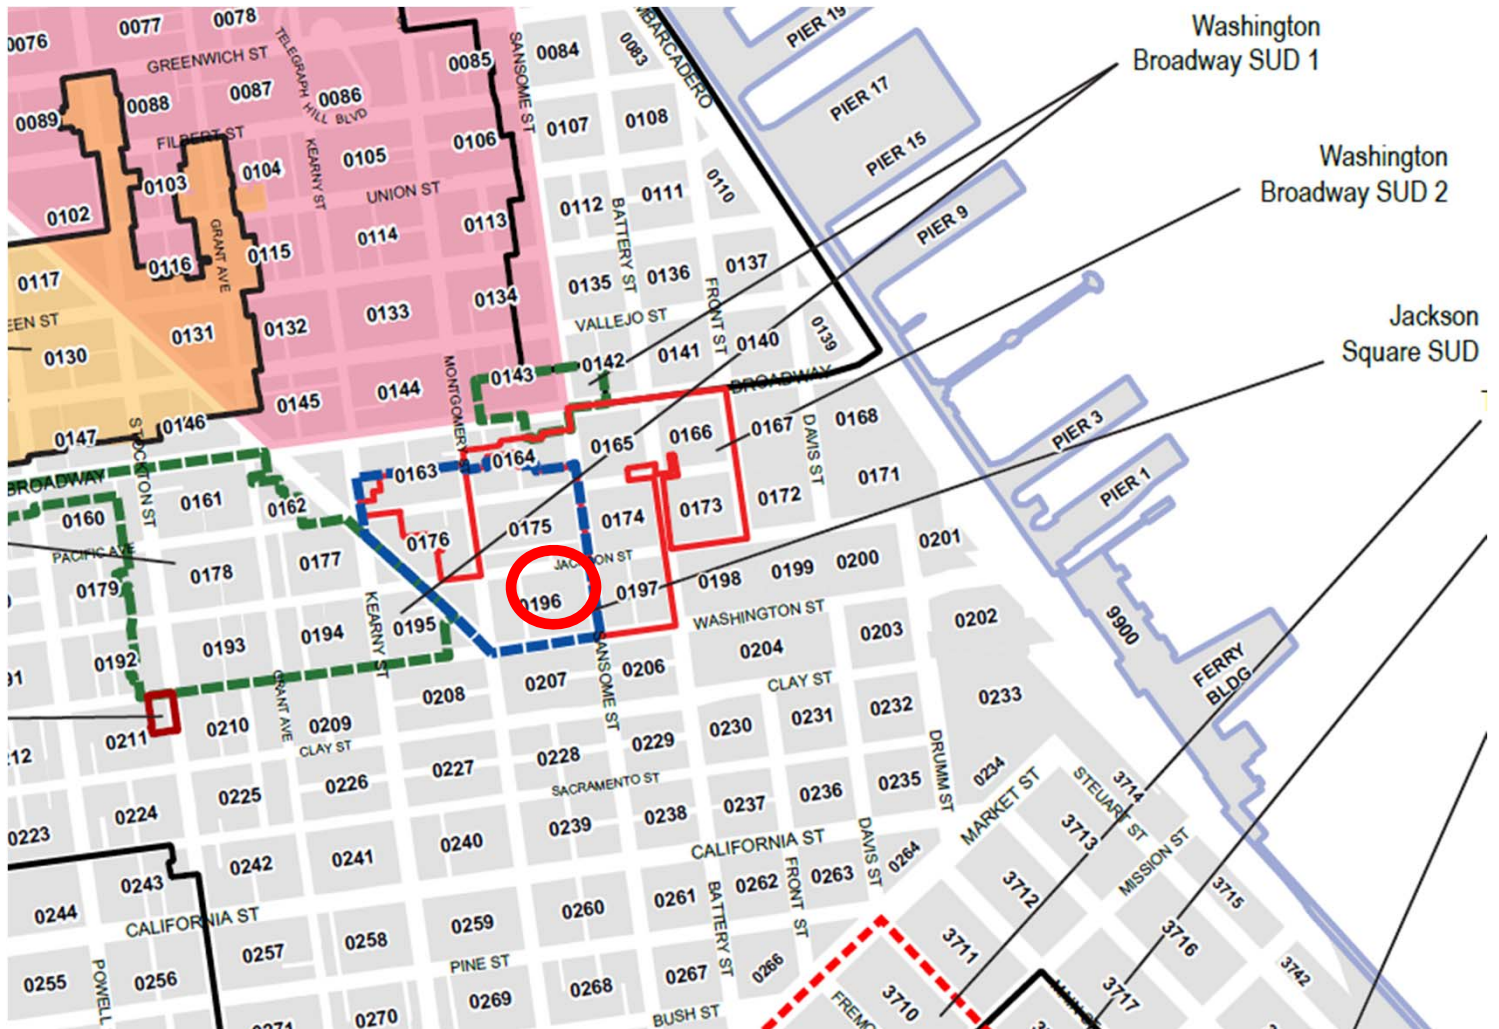 Washington
Broadway SUD 1
Washington
Broadway SUD 2
Jackson
Square SUD
0076
0077
0078
GREENWICH ST
TELEGRAPH HILL BLVD
SANSOME ST
0084
0083
PIER 19
0085
0089
0088
0087
0086
PIER 17
FILBERT ST
KEARNY ST
0106
0107
0108
PIER 15
0102
0103
0104
0105
UNION ST
0112
0111
0110
BATTERY ST
PIER 9
0117
0116
GRANT AVE
0115
0114
0113
0135
0136
0137
FRONT ST
0130
0131
0132
0133
0134
VALLEJO ST
0142
0141
0140
0139
MONTGOMERY ST
0143
0144
0145
BROADWAY
0147
0146
STOCKTON ST
0163
0164
0165
0166
0167
0168
DAVIS ST
PIER 3
BROADWAY
0160
0161
0162
0171
0172
0173
0174
0175
0176
PIER 1
PACIFIC AVE
0177
0178
0179
JACKSON ST
0196
0197
0198
0199
0200
0201
KEARNY ST
0195
0194
0193
0192
WASHINGTON ST
0202
0203
0204
9900
FERRY
BLDG
SANSOME ST
0206
0207
0208
CLAY ST
GRANT AVE
0209
0210
0211
CLAY ST
0233
0232
0231
0230
0229
0228
0227
0226
0225
0224
0223
SACRAMENTO ST
DRUMM ST
0234
0235
0236
0237
0238
0239
0240
0241
0242
0243
0244
MARKET ST
STEUART ST
3714
3713
MISSION ST
CALIFORNIA ST
DAVIS ST
0264
0263
0262
0261
0260
0259
0258
0257
CALIFORNIA ST
BATTERY ST
FRONT ST
3712
3715
3711
3716
3742
PINE ST
0255
0256
POWELL
0266
0267
0268
0269
0270
0271
BUSH ST
3710
3717